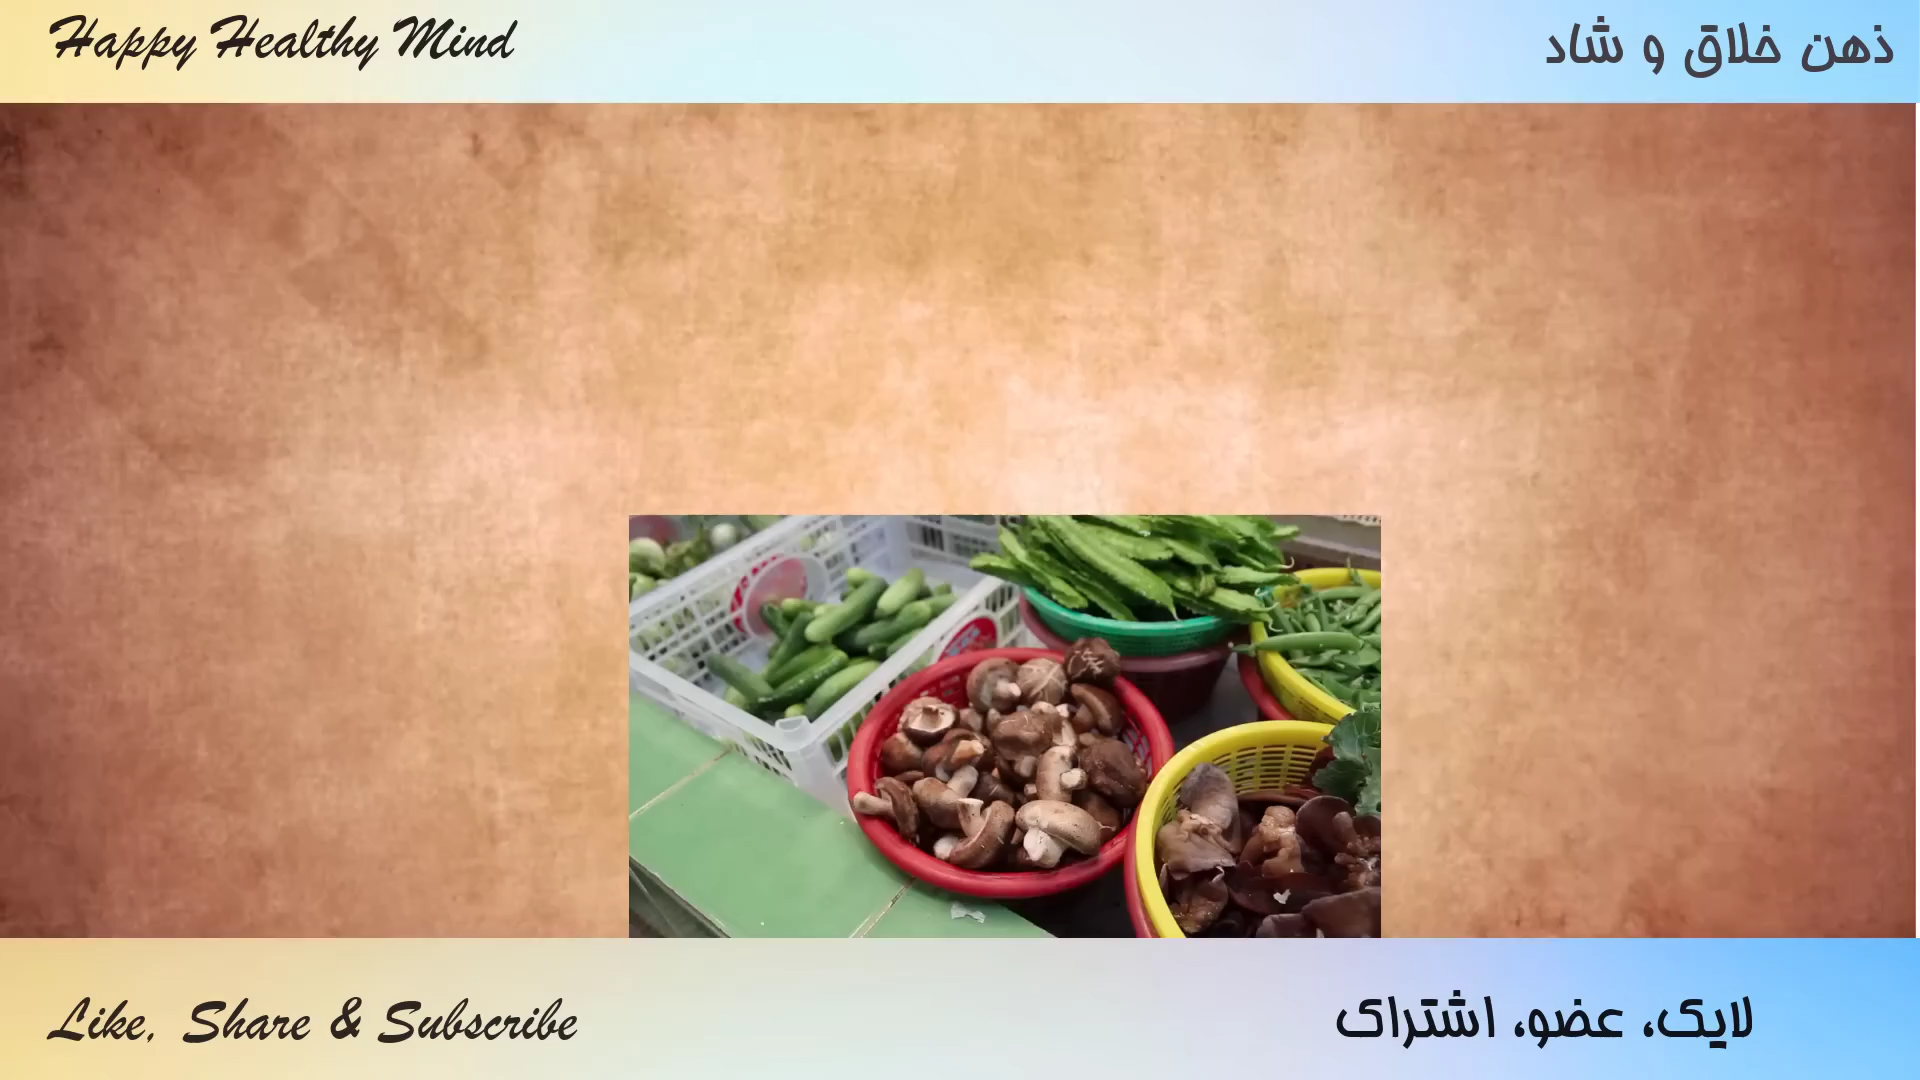 Happy Healthy Mind
ذهن خلاق و شاد
Like, Share & Subscribe
لایک، عضو، اشتراک